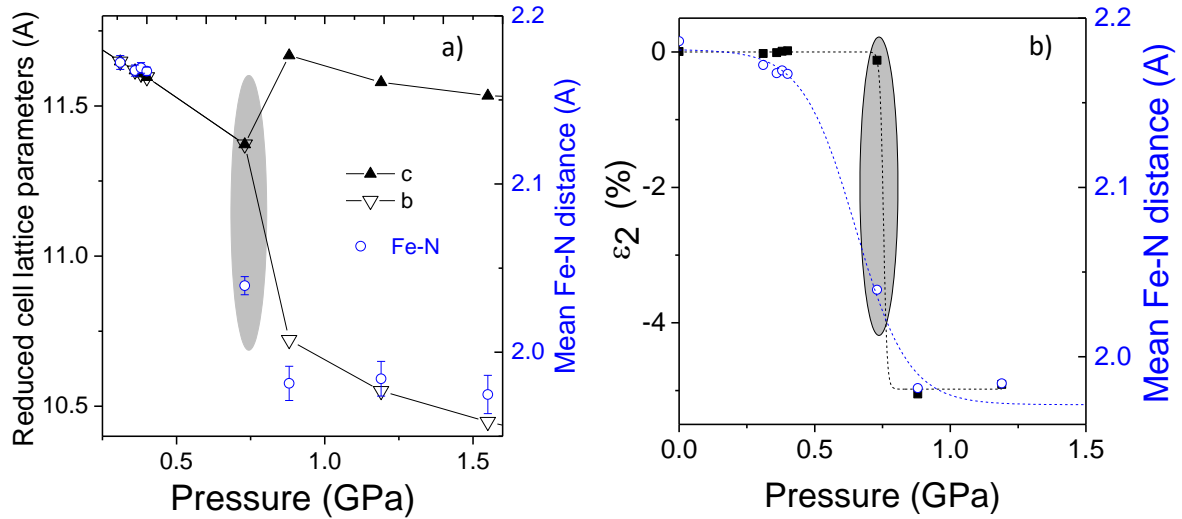 a)
Reduced cell lattice parameters (A)
11.5
11.0
10.5
c
b
Fe-N
2.2
2.1
2.0
Mean Fe-N distance (A)
0.5
1.0
1.5
Pressure (GPa)
b)
ε2 (%)
0
-2
-4
2.2
2.1
2.0
Mean Fe-N distance (A)
0.0
0.5
1.0
1.5
Pressure (GPa)